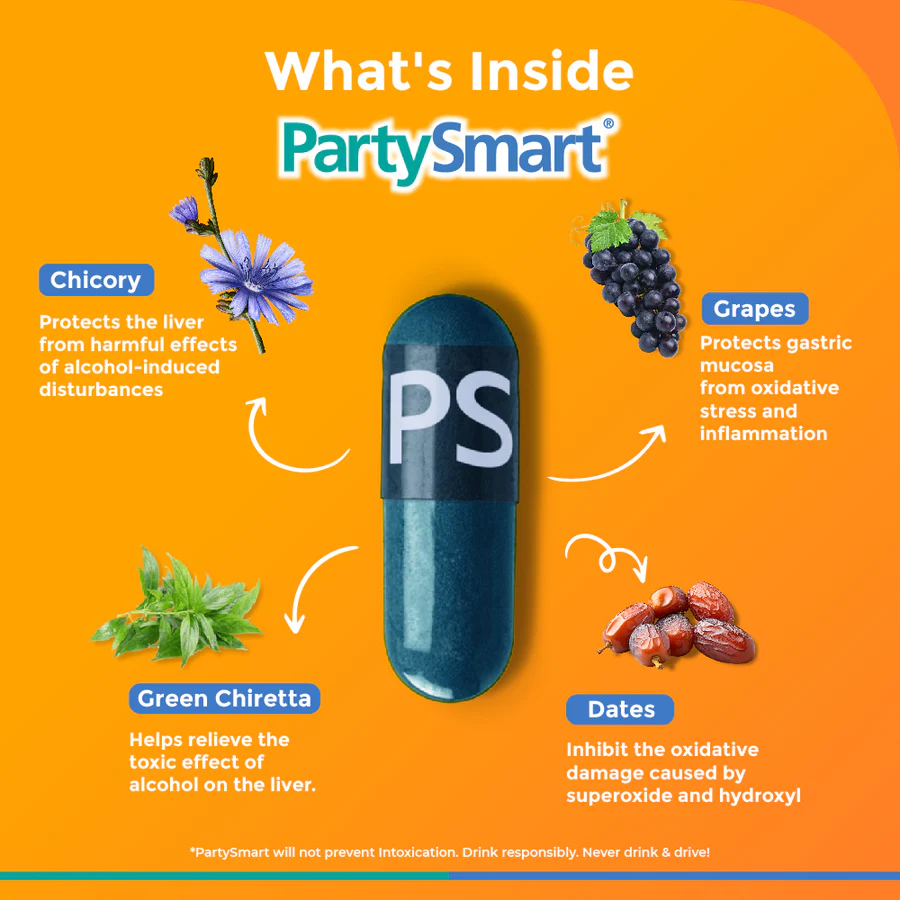 What's Inside
PartySmart®
Chicory
Protects the liver
from harmful effects
of alcohol-induced
disturbances
Grapes
Protects gastric
mucosa
from oxidative
stress and
inflammation
PS
Green Chiretta
Helps relieve the
toxic effect of
alcohol on the liver.
Dates
Inhibit the oxidative
damage caused by
superoxide and hydroxyl
*PartySmart will not prevent Intoxication. Drink responsibly. Never drink & drive!